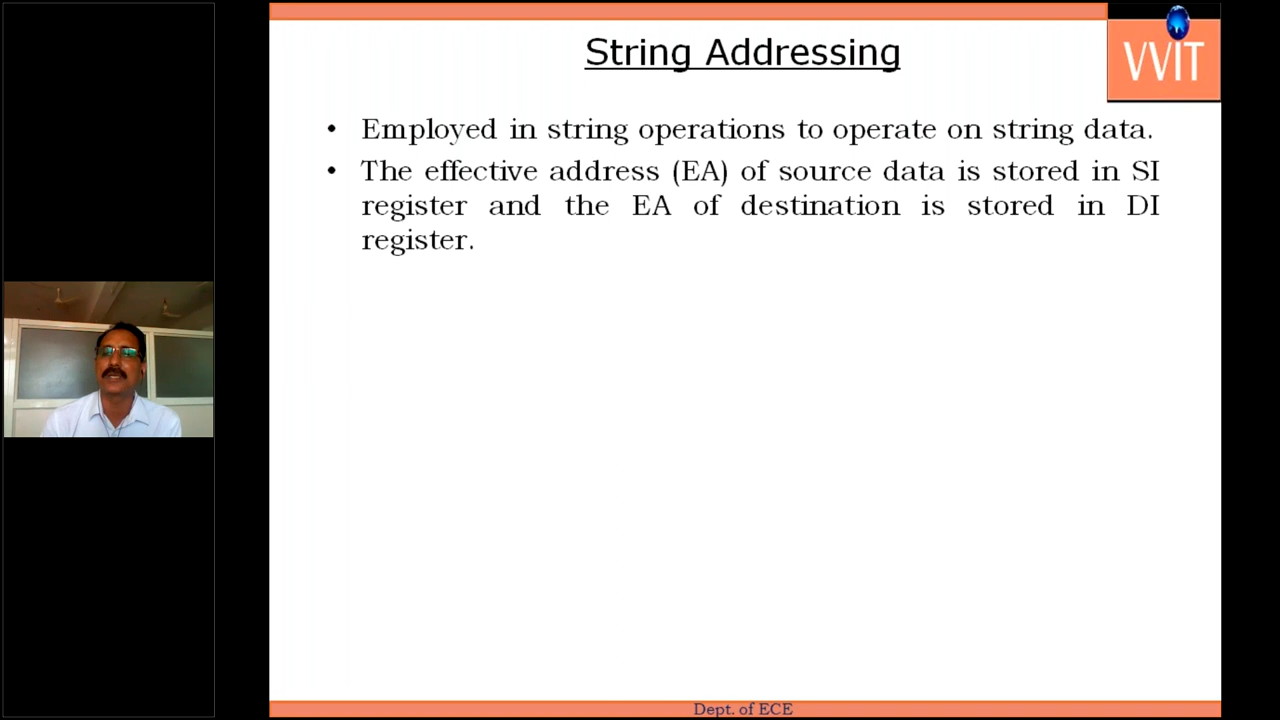 String Addressing
VVIT
• Employed in string operations to operate on string data.
• The effective address (EA) of source data is stored in SI
register and the EA of destination is stored in DI
register.
Dept. of ECE